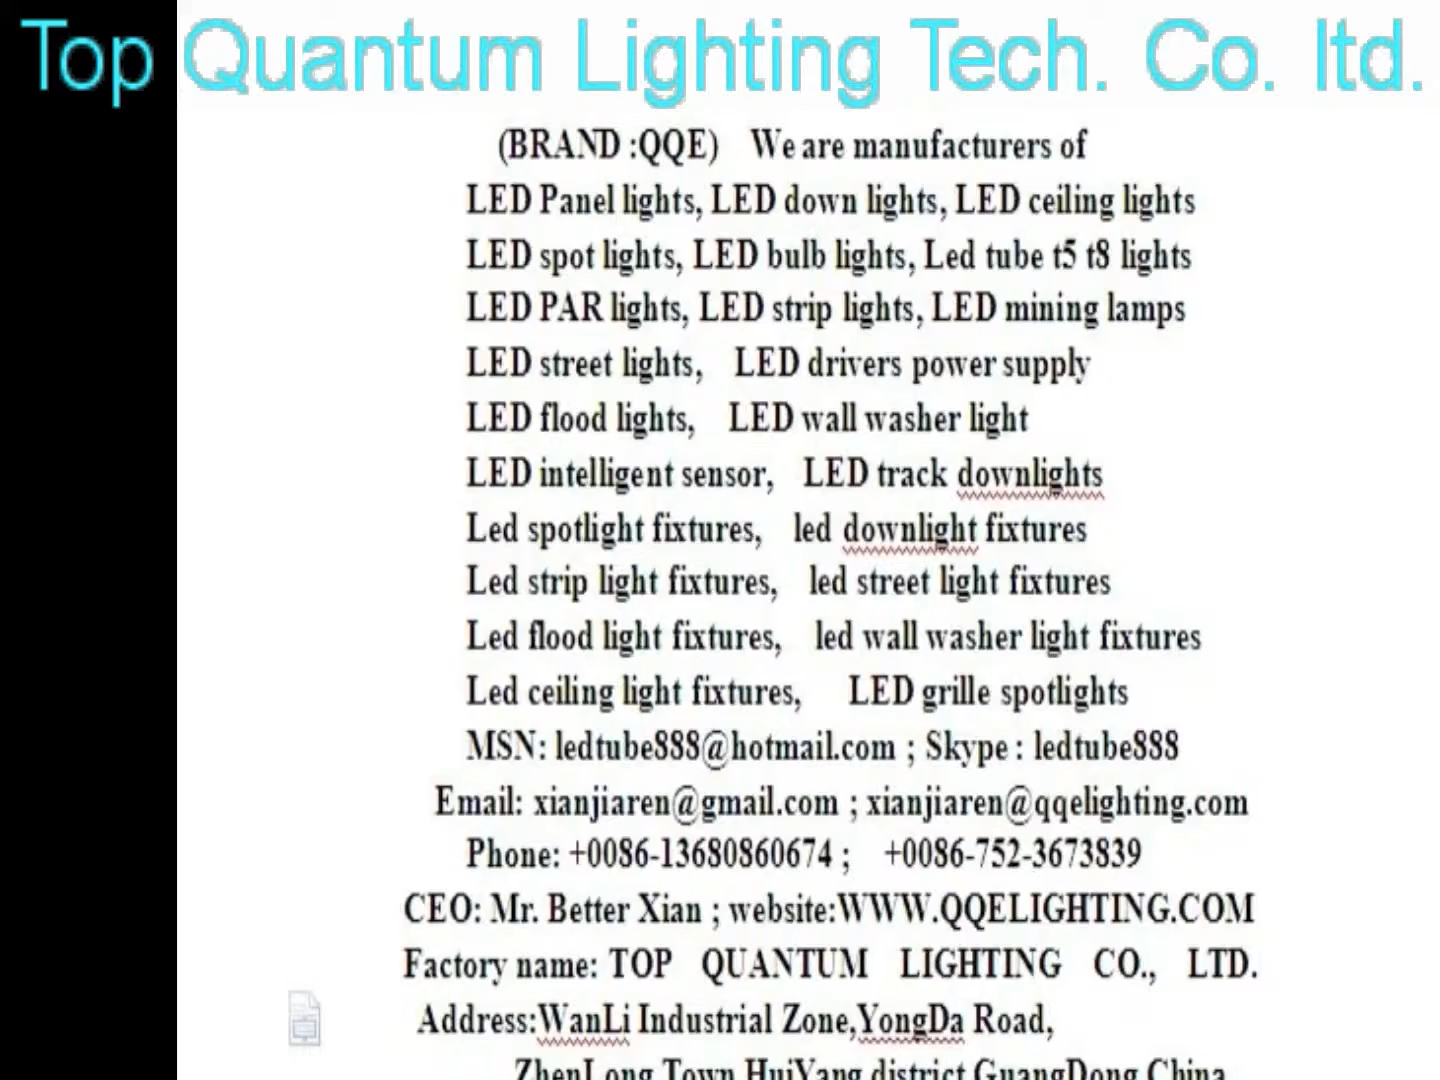 Top Quantum Lighting Tech. Co. ltd.
(BRAND :QQE) We are manufacturers of
LED Panel lights, LED down lights, LED ceiling lights
LED spot lights, LED bulb lights, Led tube t5 t8 lights
LED PAR lights, LED strip lights, LED mining lamps
LED street lights, LED drivers power supply
LED flood lights, LED wall washer light
LED intelligent sensor, LED track downlights
Led spotlight fixtures, led downlight fixtures
Led strip light fixtures, led street light fixtures
Led flood light fixtures, led wall washer light fixtures
Led ceiling light fixtures, LED grille spotlights
MSN: ledtube888@hotmail.com ; Skype : ledtube888
Email: xianjiaren@gmail.com ; xianjiaren@qqelighting.com
Phone: +0086-13680860674 ; +0086-752-3673839
CEO: Mr. Better Xian ; website:WWW.QQELIGHTING.COM
Factory name: TOP QUANTUM LIGHTING CO., LTD.
Address:WanLi Industrial Zone,YongDa Road,
ZhenLong Town HuiYang district GuangDong China